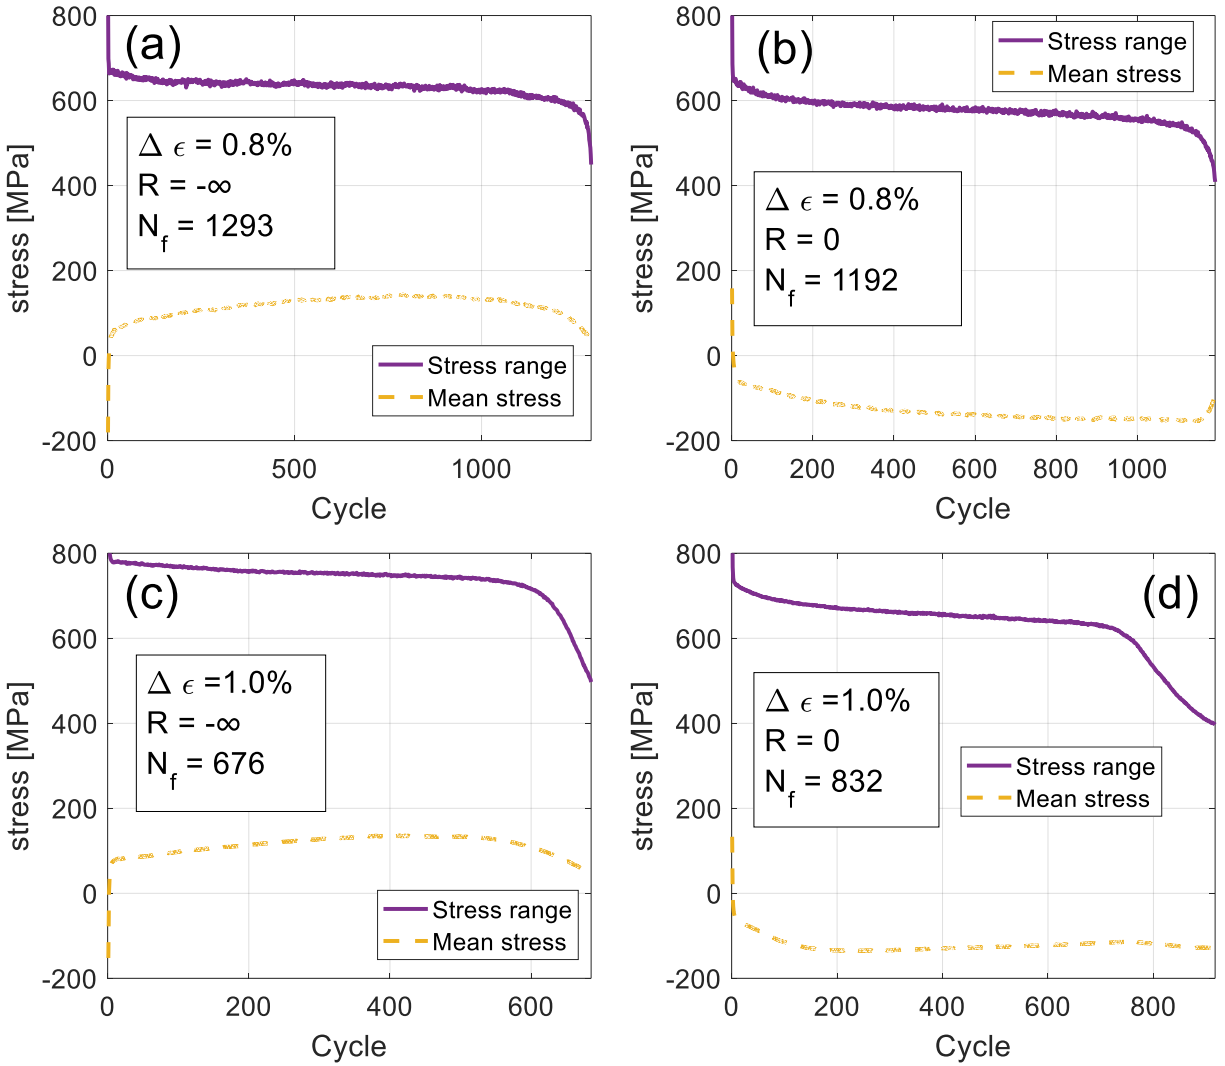 (a)
800
600
400
200
0
-200
stress [MPa]
Δ ϵ = 0.8%
R = -∞
N_f = 1293
Stress range
Mean stress
0 500 1000
Cycle
(b)
Stress range
Mean stress
800
600
400
200
0
-200
stress [MPa]
Δ ϵ = 0.8%
R = 0
N_f = 1192
0 200 400 600 800 1000
Cycle
(c)
800
600
400
200
0
-200
stress [MPa]
Δ ϵ =1.0%
R = -∞
N_f = 676
Stress range
Mean stress
0 200 400 600
Cycle
(d)
800
600
400
200
0
-200
stress [MPa]
Δ ϵ =1.0%
R = 0
N_f = 832
Stress range
Mean stress
0 200 400 600 800
Cycle